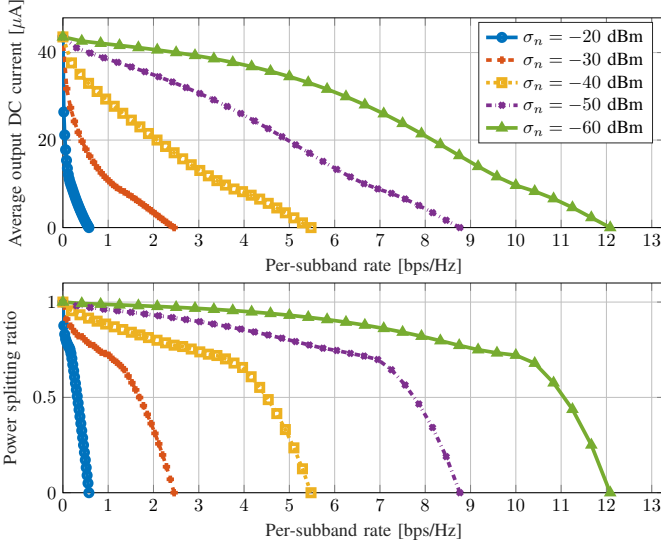 Average output DC current [μA]
40
20
0
0 1 2 3 4 5 6 7 8 9 10 11 12 13
Per-subband rate [bps/Hz]
σn = −20 dBm
σn = −30 dBm
σn = −40 dBm
σn = −50 dBm
σn = −60 dBm
Power splitting ratio
1
0.5
0
0 1 2 3 4 5 6 7 8 9 10 11 12 13
Per-subband rate [bps/Hz]